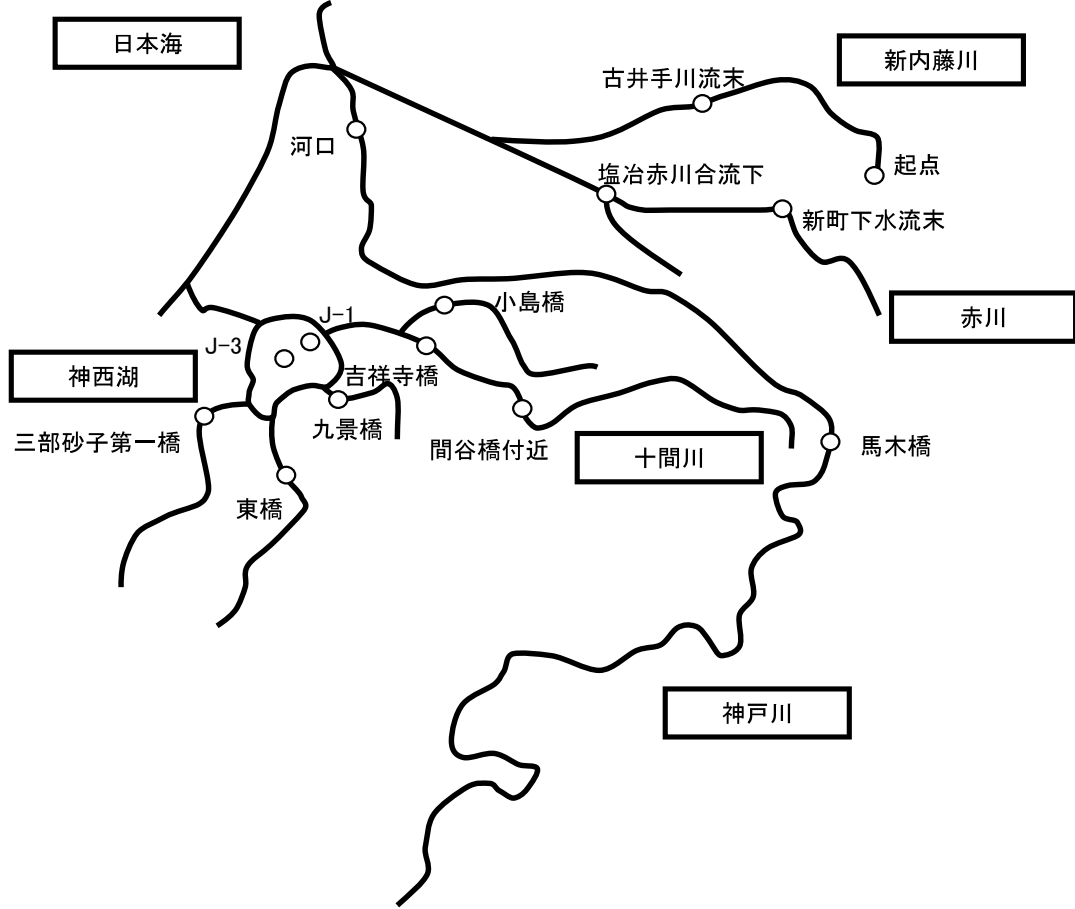 日本海
新内藤川
古井手川流末
河口
起点
塩冶赤川合流下
新町下水流末
小島橋
赤川
J-1
J-3
神西湖
吉祥寺橋
九景橋
三部砂子第一橋
間谷橋付近
十間川
馬木橋
東橋
神戸川